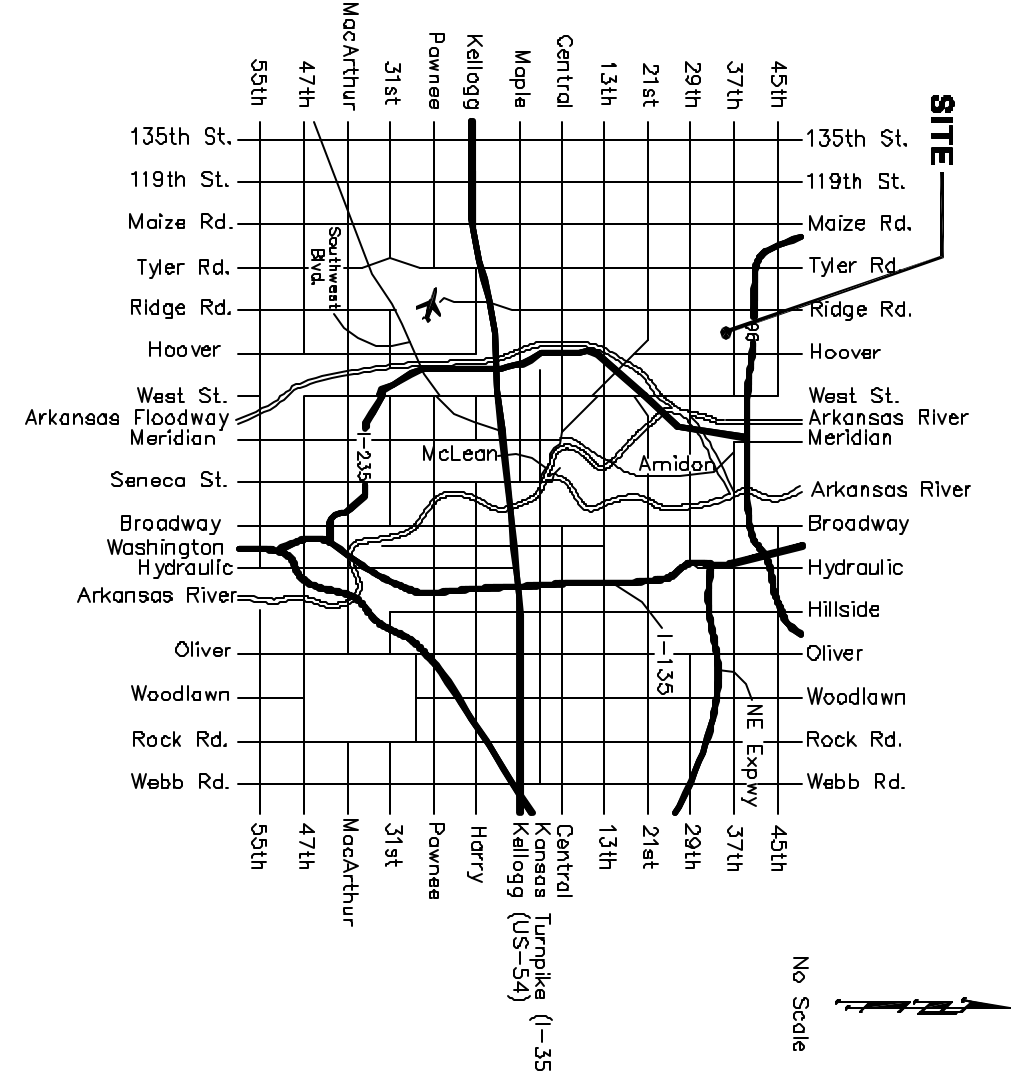 55th
47th
MacArthur
31st
Pawnee
Kellogg
Maple
Central
13th
21st
29th
37th
45th
SITE
135th St.
119th St.
Maize Rd.
Tyler Rd.
Ridge Rd.
Hoover
West St.
Arkansas Floodway
Meridian
Seneca St.
Broadway
Washington
Hydraulic
Arkansas River
Oliver
Woodlawn
Rock Rd.
Webb Rd.
Southwest
Blvd.
I-235
McLean
Amidon
96
I-135
NE Expwy
135th St.
119th St.
Maize Rd.
Tyler Rd.
Ridge Rd.
Hoover
West St.
Arkansas River
Meridian
Arkansas River
Broadway
Hydraulic
Hillside
Oliver
Woodlawn
Rock Rd.
Webb Rd.
55th
47th
MacArthur
31st
Pawnee
Harry
Kellogg (US-54)
Kansas Turnpike (I-35
Central
13th
21st
29th
37th
45th
No Scale